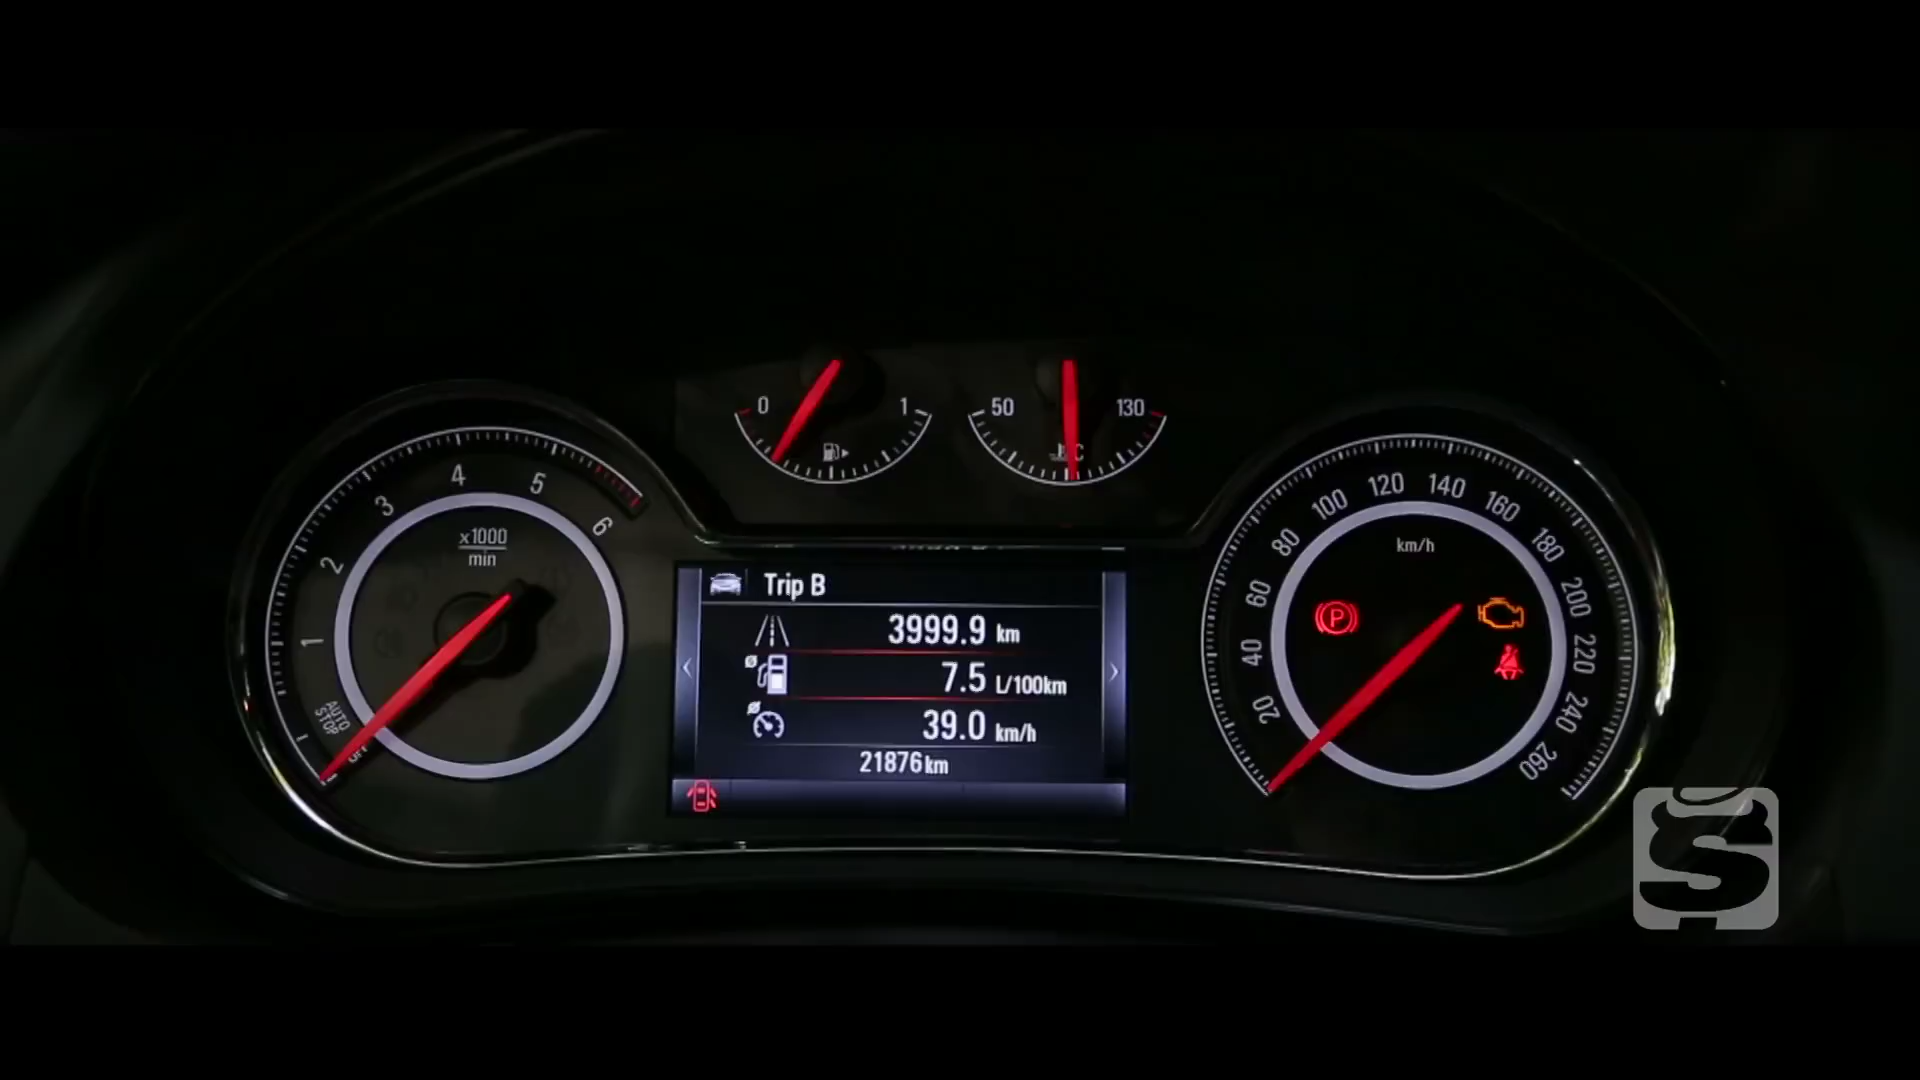 0 1
50 130
°C
1 2 3 4 5 6
x1000
min
AUTO
STOP
Trip B
3999.9 km
7.5 L/100km
39.0 km/h
21876 km
20 40 60 80 100 120 140 160 180 200 220 240 260
km/h
P
S